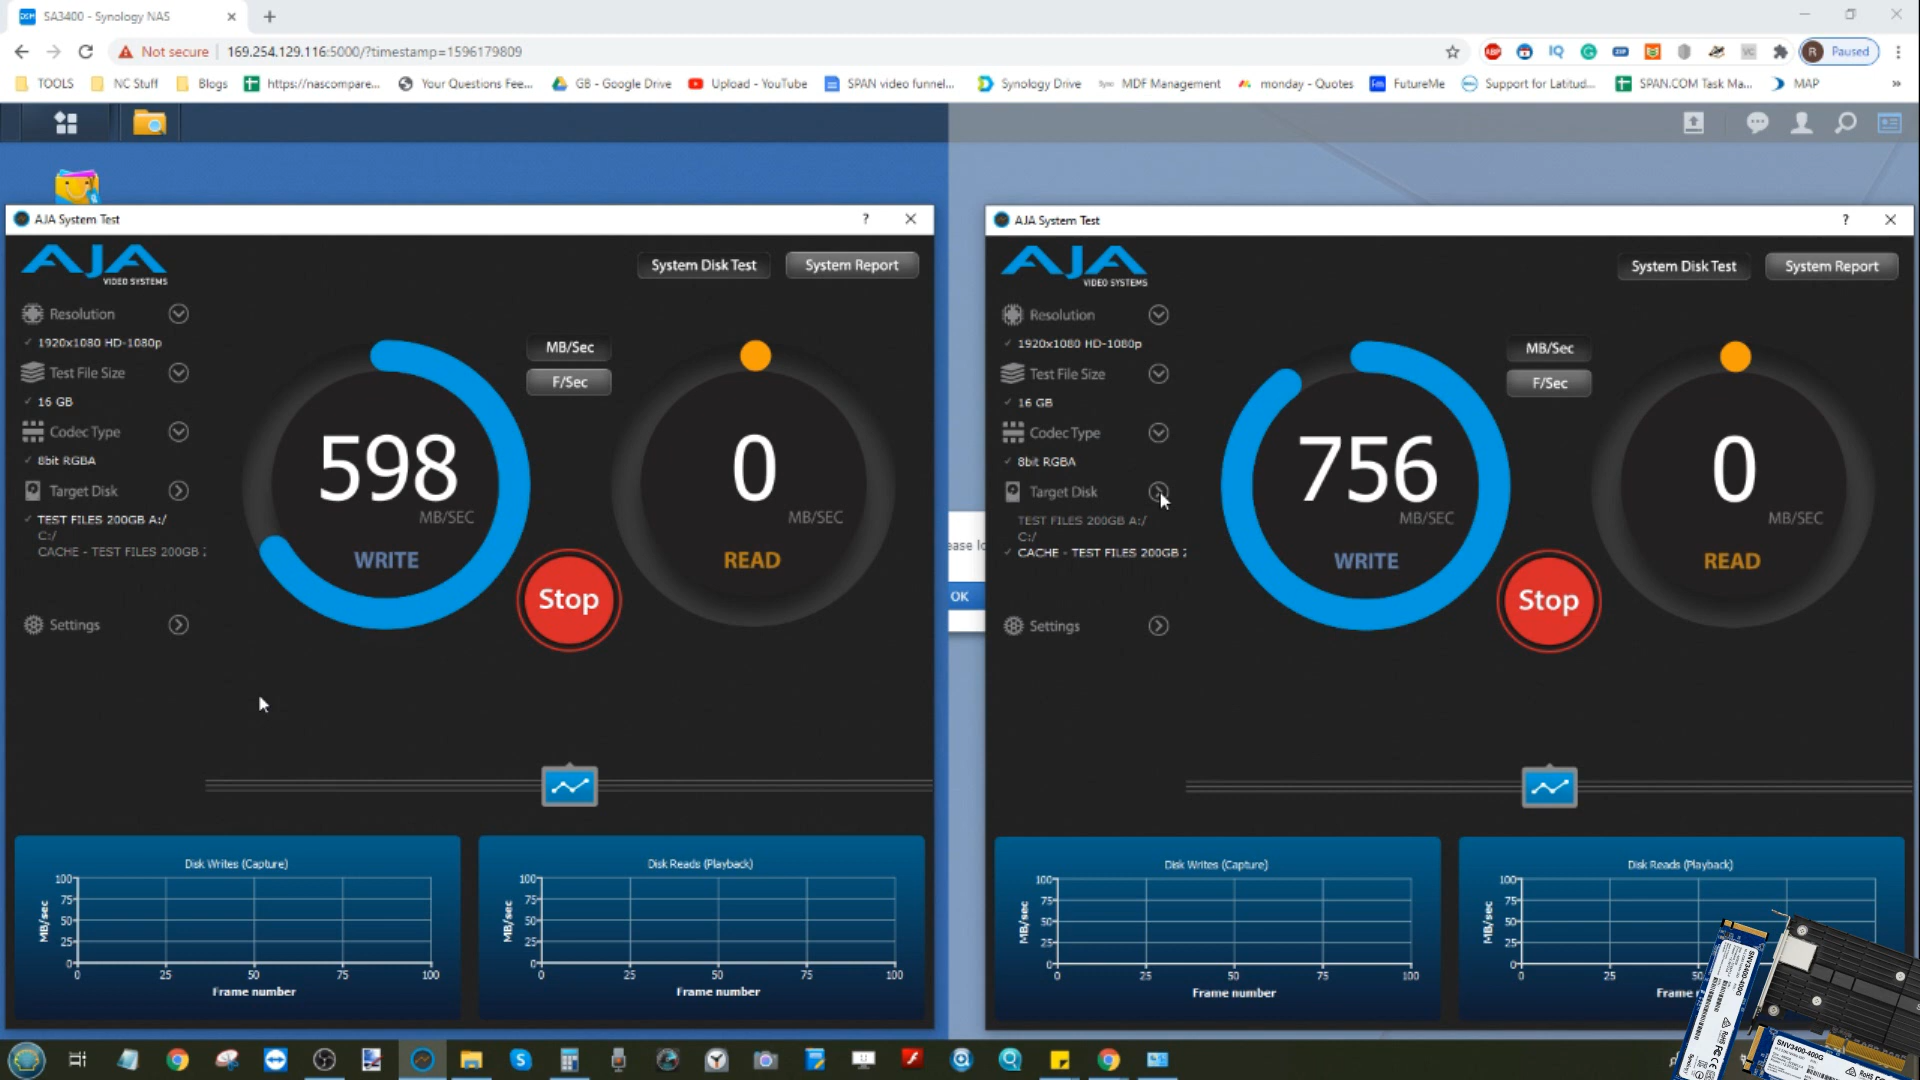 SA3400 - Synology NAS
Not secure
169.254.129.116:5000/?timestamp=1596179809
ABP
IQ
ZIP
VC
R
Paused
TOOLS
NC Stuff
Blogs
https://nascompare...
Your Questions Fee...
GB - Google Drive
Upload - YouTube
SPAN video funnel...
Synology Drive
MDF Management
monday - Quotes
FutureMe
Support for Latitud...
SPAN.COM Task Ma...
MAP
AJA System Test
AJA
VIDEO SYSTEMS
System Disk Test
System Report
Resolution
1920x1080 HD-1080p
Test File Size
16 GB
Codec Type
8bit RGBA
Target Disk
TEST FILES 200GB A:/
C:/
CACHE - TEST FILES 200GB
Settings
598
MB/SEC
WRITE
MB/Sec
F/Sec
Stop
0
MB/SEC
READ
Disk Writes (Capture)
MB/sec
100
75
50
25
0
0 25 50 75 100
Frame number
Disk Reads (Playback)
MB/sec
100
75
50
25
0
0 25 50 75 100
Frame number
OK
AJA System Test
AJA
VIDEO SYSTEMS
System Disk Test
System Report
Resolution
1920x1080 HD-1080p
Test File Size
16 GB
Codec Type
8bit RGBA
Target Disk
TEST FILES 200GB A:/
C:/
CACHE - TEST FILES 200GB
Settings
756
MB/SEC
WRITE
MB/Sec
F/Sec
Stop
0
MB/SEC
READ
Disk Writes (Capture)
MB/sec
100
75
50
25
0
0 25 50 75 100
Frame number
Disk Reads (Playback)
MB/sec
100
75
50
25
0
0 25
SNV3400-400G
SNV3400-400G